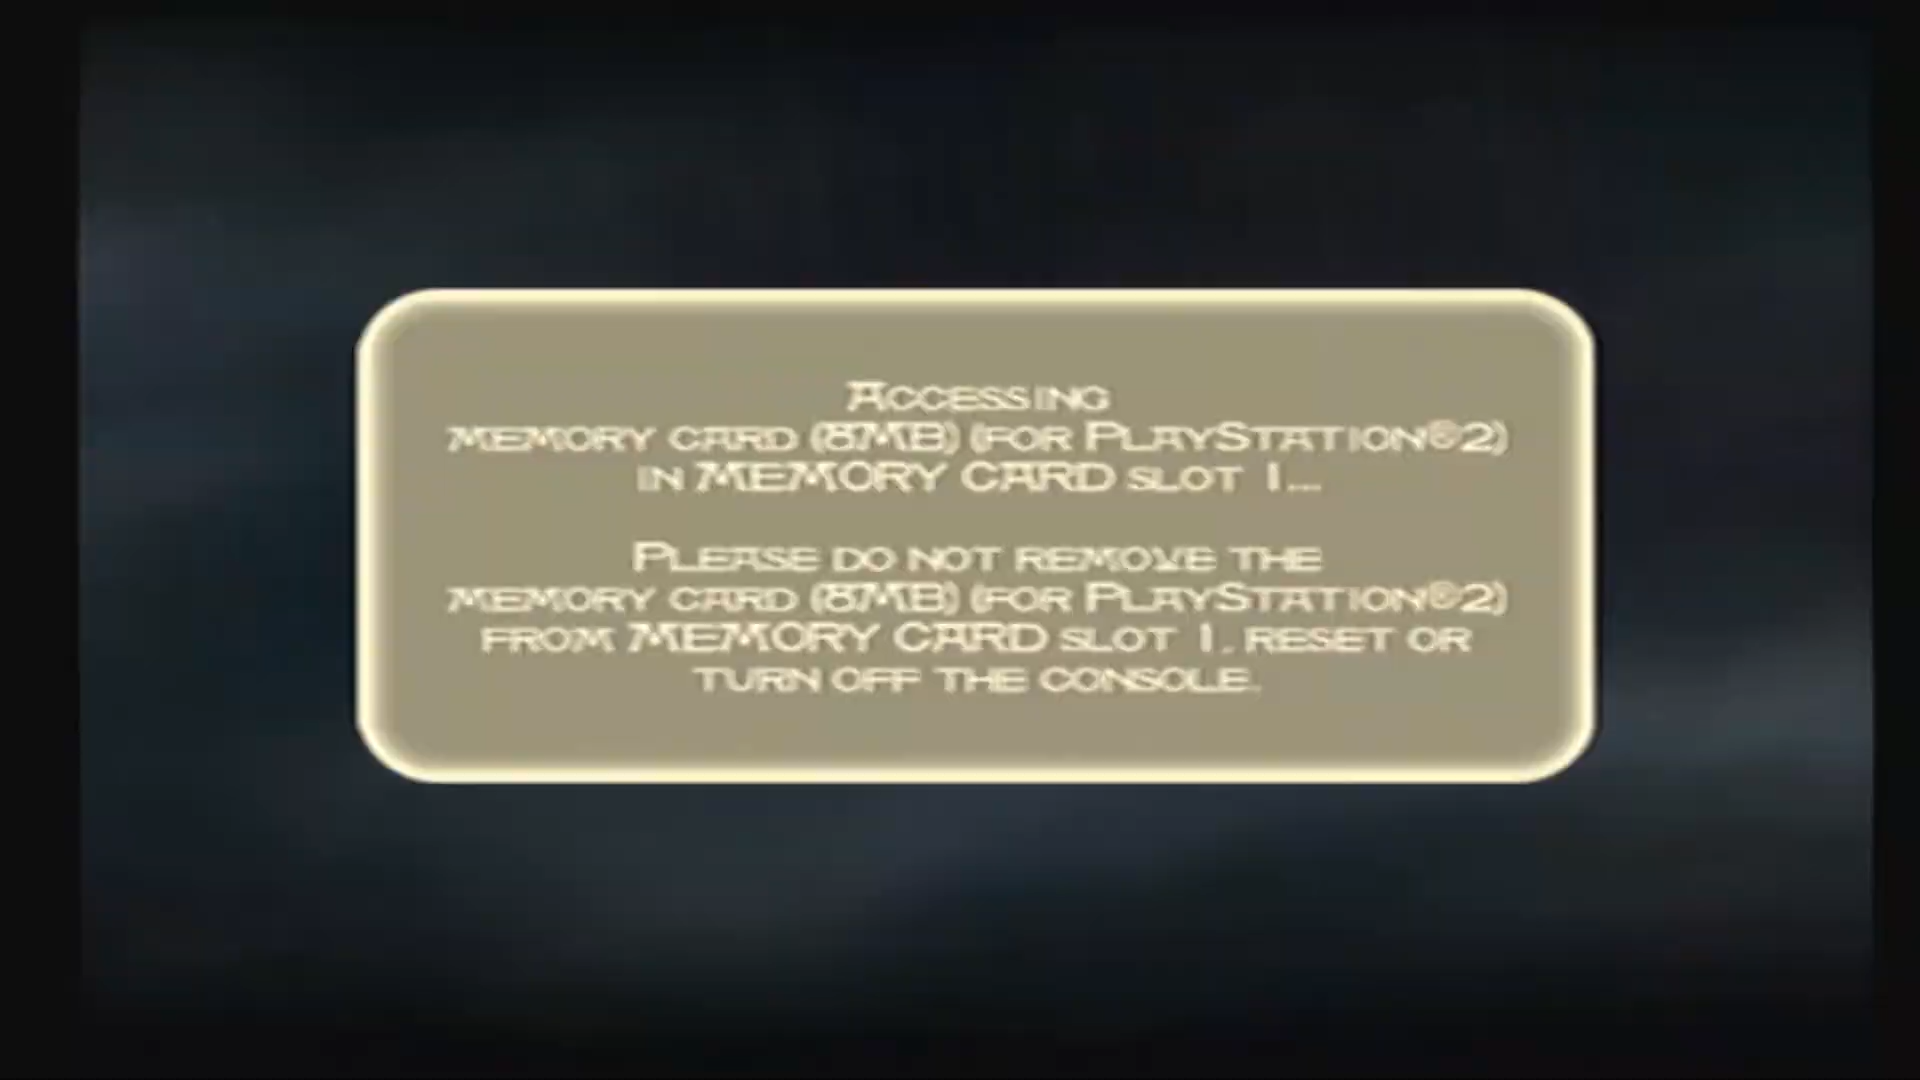 Accessing
memory card (8MB) (for PlayStation®2)
in MEMORY CARD slot 1...
Please do not remove the
memory card (8MB) (for PlayStation®2)
from MEMORY CARD slot 1, reset or
turn off the console.